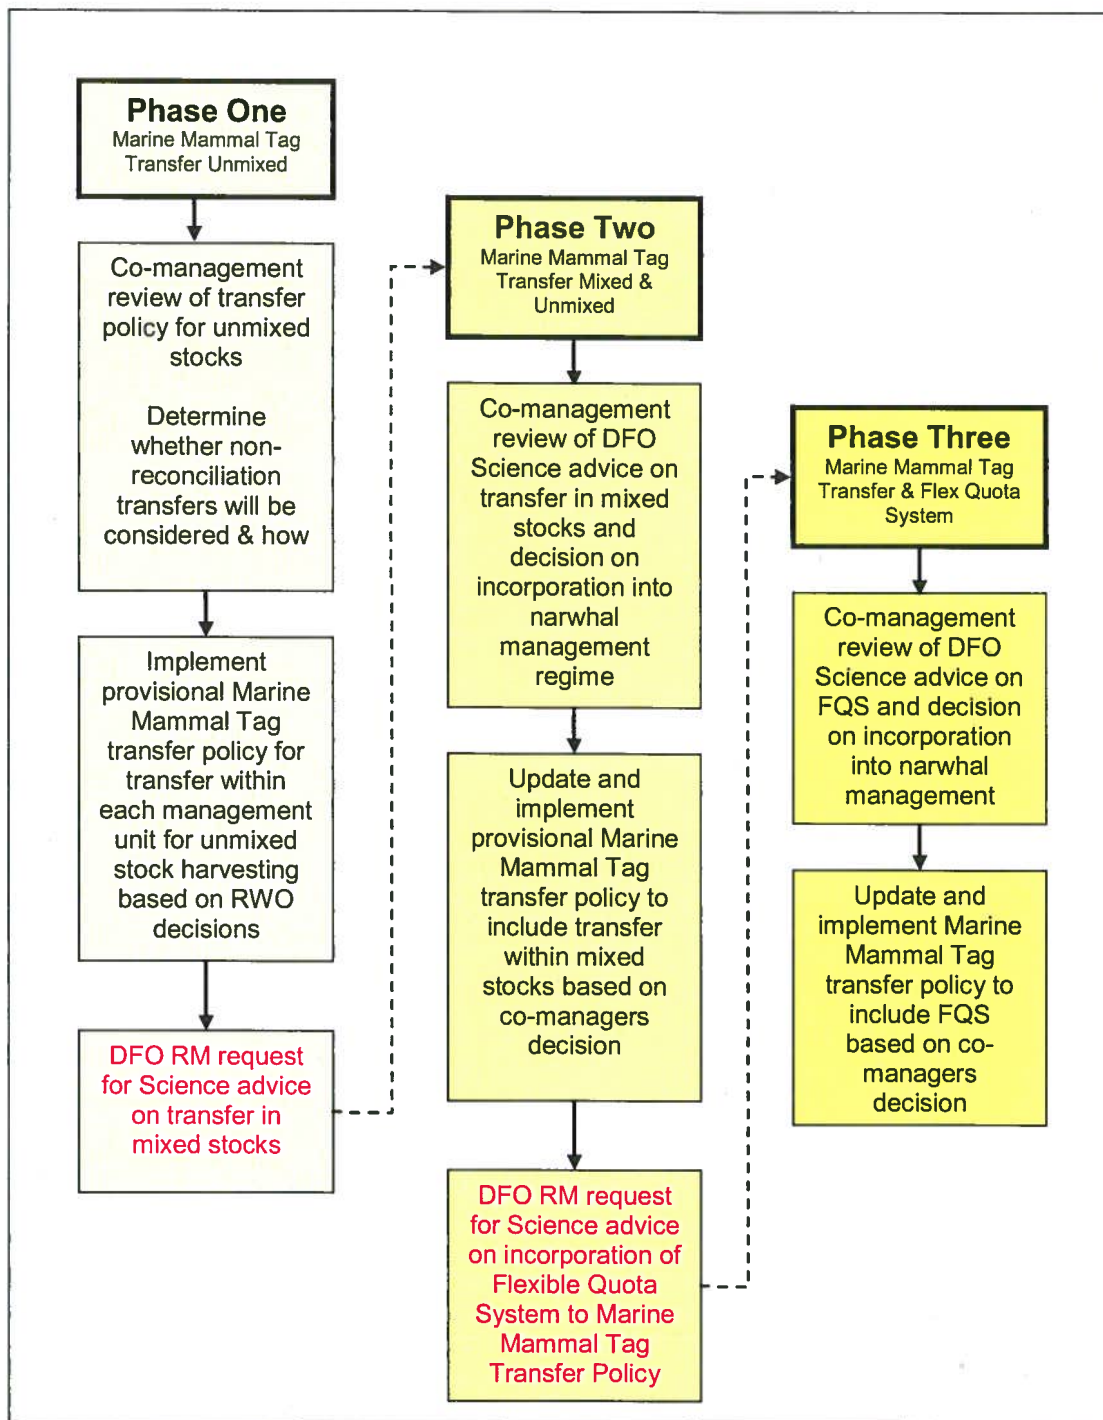 Phase One
Marine Mammal Tag
Transfer Unmixed
Co-management
review of transfer
policy for unmixed
stocks
Determine
whether non-
reconciliation
transfers will be
considered & how
Implement
provisional Marine
Mammal Tag
transfer policy for
transfer within
each management
unit for unmixed
stock harvesting
based on RWO
decisions
DFO RM request
for Science advice
on transfer in
mixed stocks
Phase Two
Marine Mammal Tag
Transfer Mixed &
Unmixed
Co-management
review of DFO
Science advice on
transfer in mixed
stocks and
decision on
incorporation into
narwhal
management
regime
Update and
implement
provisional Marine
Mammal Tag
transfer policy to
include transfer
within mixed
stocks based on
co-managers
decision
DFO RM request
for Science advice
on incorporation of
Flexible Quota
System to Marine
Mammal Tag
Transfer Policy
Phase Three
Marine Mammal Tag
Transfer & Flex Quota
System
Co-management
review of DFO
Science advice on
FQS and decision
on incorporation
into narwhal
management
Update and
implement Marine
Mammal Tag
transfer policy to
include FQS
based on co-
managers
decision